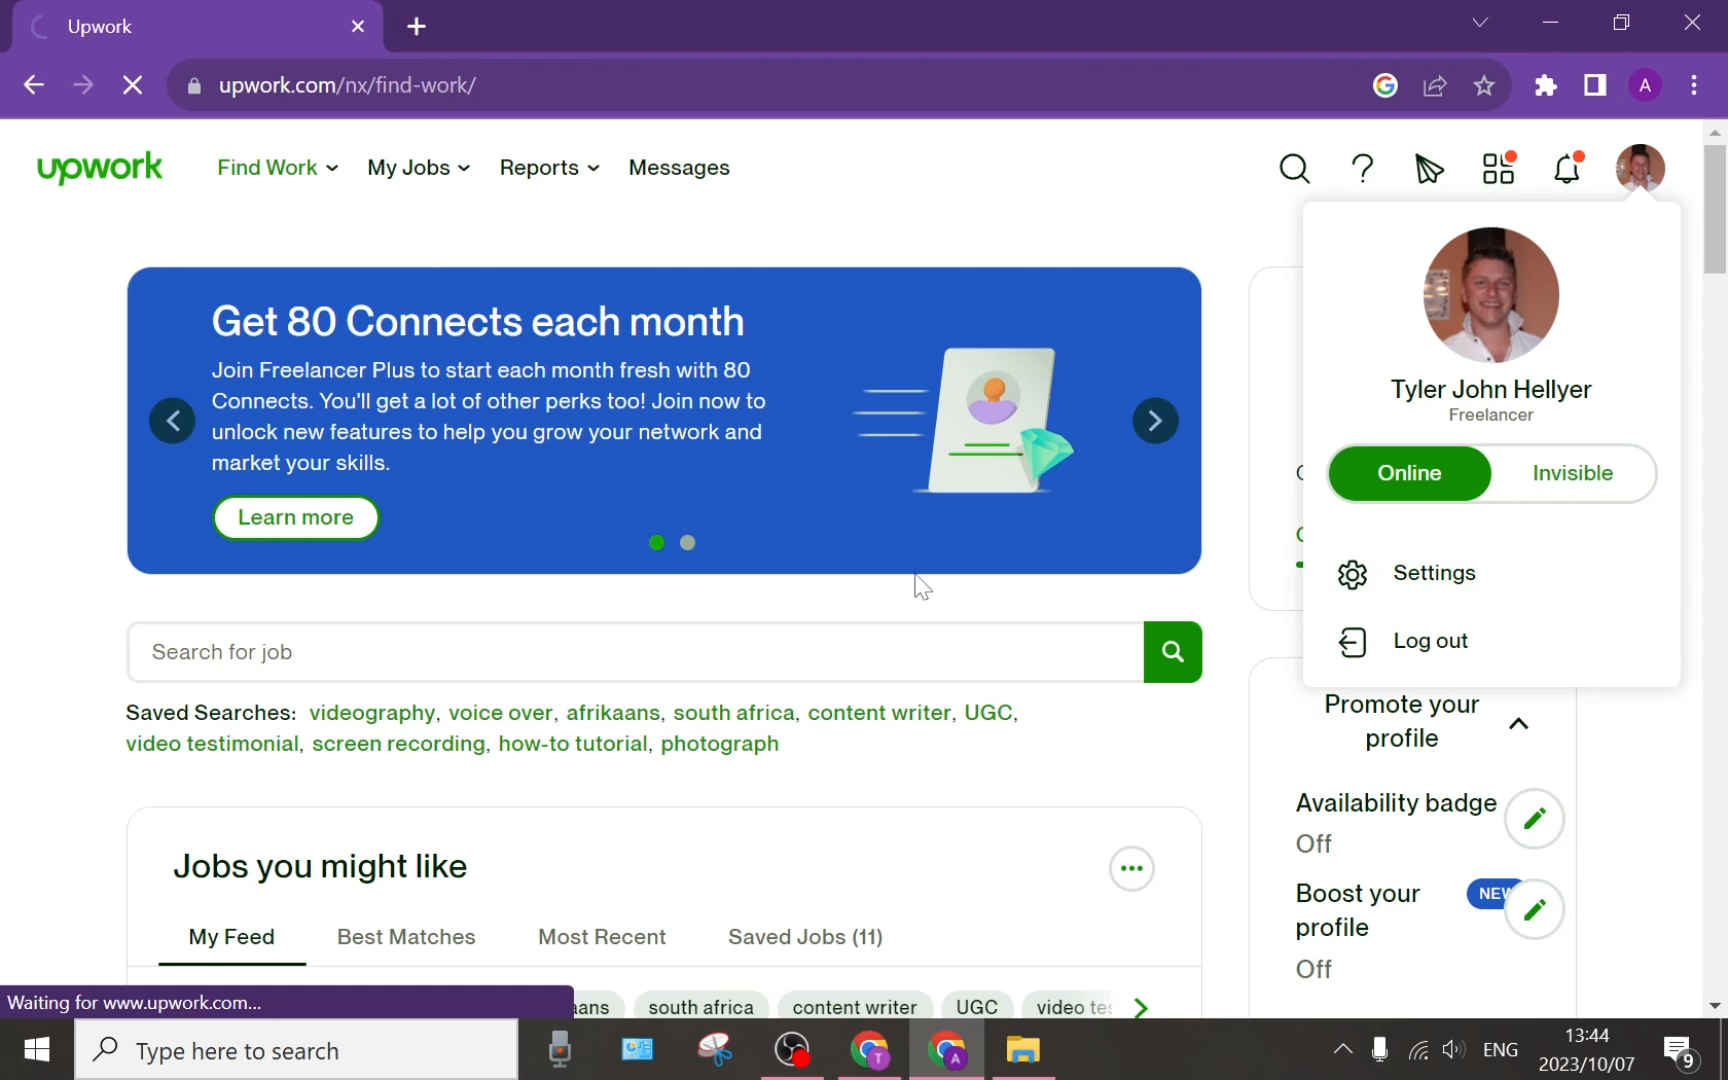 Upwork
upwork.com/nx/find-work/
A
upwork
Find Work
My Jobs
Reports
Messages
Get 80 Connects each month
Join Freelancer Plus to start each month fresh with 80
Connects. You'll get a lot of other perks too! Join now to
unlock new features to help you grow your network and
market your skills.
Learn more
Tyler John Hellyer
Freelancer
Online
Invisible
Settings
Log out
Search for job
Saved Searches: videography, voice over, afrikaans, south africa, content writer, UGC,
video testimonial, screen recording, how-to tutorial, photograph
Promote your
profile
Availability badge
Off
Boost your
profile
NEW
Off
Jobs you might like
My Feed
Best Matches
Most Recent
Saved Jobs (11)
aans
south africa
content writer
UGC
video tes
Waiting for www.upwork.com...
Type here to search
T
A
ENG
13:44
2023/10/07
9